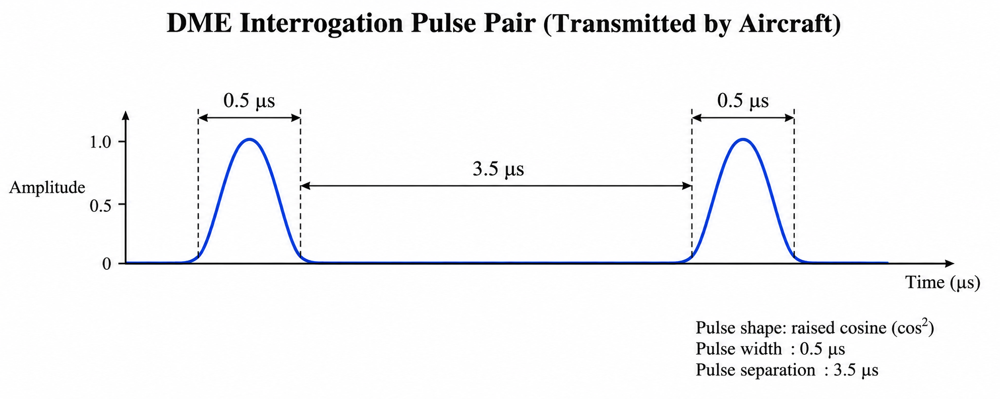 DME Interrogation Pulse Pair (Transmitted by Aircraft)
0.5 μs
0.5 μs
1.0
3.5 μs
Amplitude
0.5
0
Time (μs)
Pulse shape: raised cosine (cos²)
Pulse width : 0.5 μs
Pulse separation : 3.5 μs